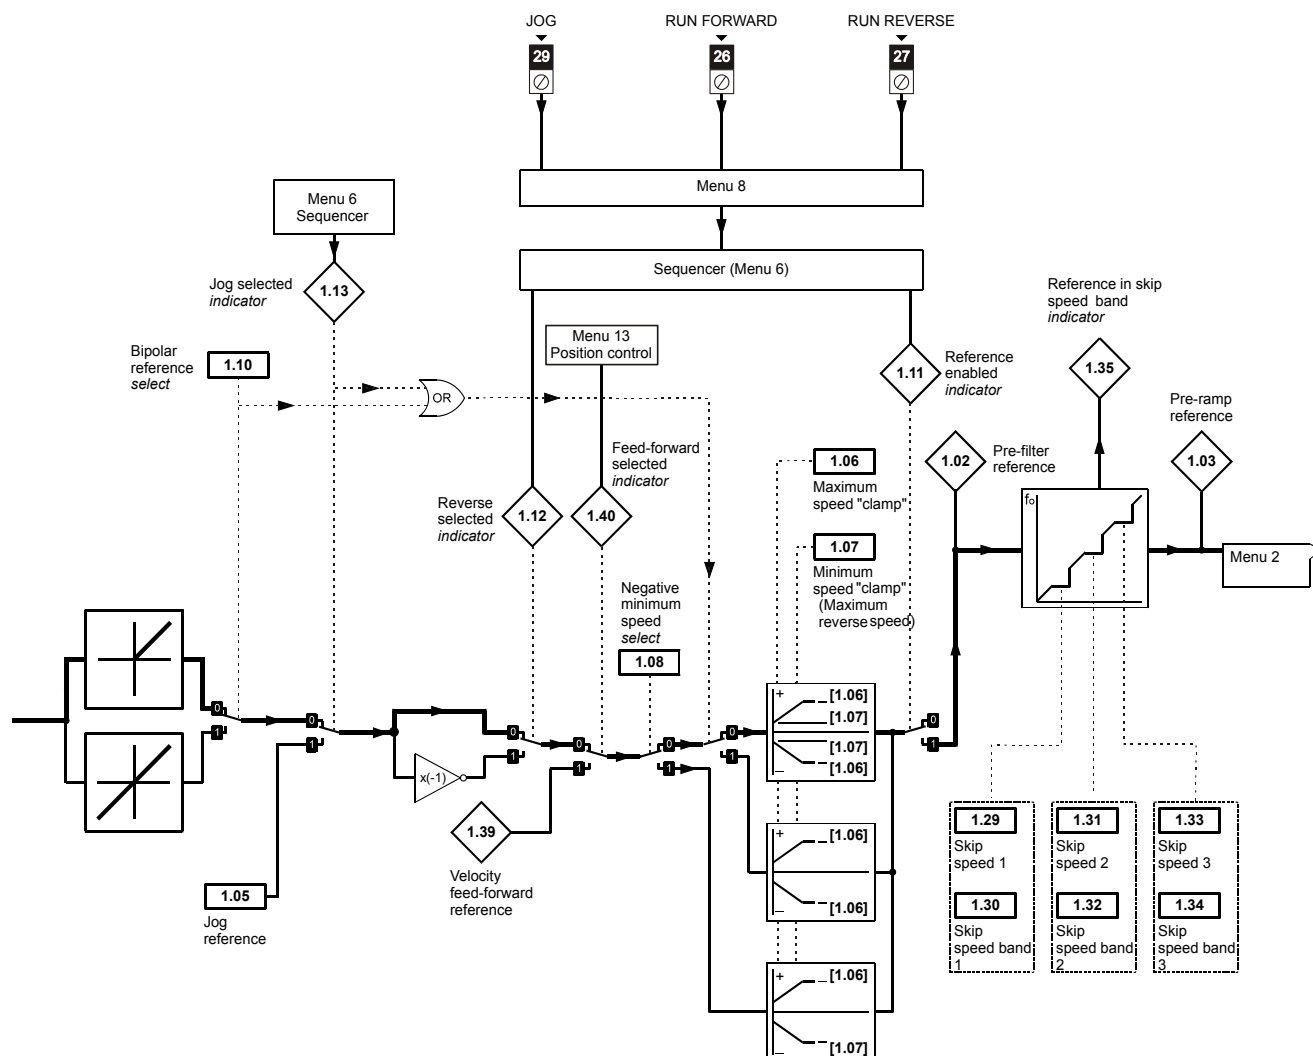 JOG
RUN FORWARD
RUN REVERSE
29
26
27
Menu 8
Menu 6
Sequencer
Sequencer (Menu 6)
Jog selected
indicator
1.13
Reference in skip
speed band
indicator
Menu 13
Position control
Bipolar
reference
select
1.10
1.11
Reference
enabled
indicator
1.35
OR
Pre-ramp
reference
Feed-forward
selected
indicator
1.06
Maximum
speed "clamp"
1.02
Pre-filter
reference
1.03
Reverse
selected
indicator
1.12
1.40
fo
1.07
Minimum
speed "clamp"
(Maximum
reverse speed)
Menu 2
Negative
minimum
speed
select
1.08
0
1
0
1
0
1
0
1
0
1
0
1
0
1
x(-1)
+
[1.06]
[1.07]
[1.07]
[1.06]
–
1.39
Velocity
feed-forward
reference
+
[1.06]
[1.06]
–
1.05
Jog
reference
1.29
Skip
speed 1
1.30
Skip
speed band
1
1.31
Skip
speed 2
1.32
Skip
speed band
2
1.33
Skip
speed 3
1.34
Skip
speed band
3
+
[1.06]
[1.07]
–